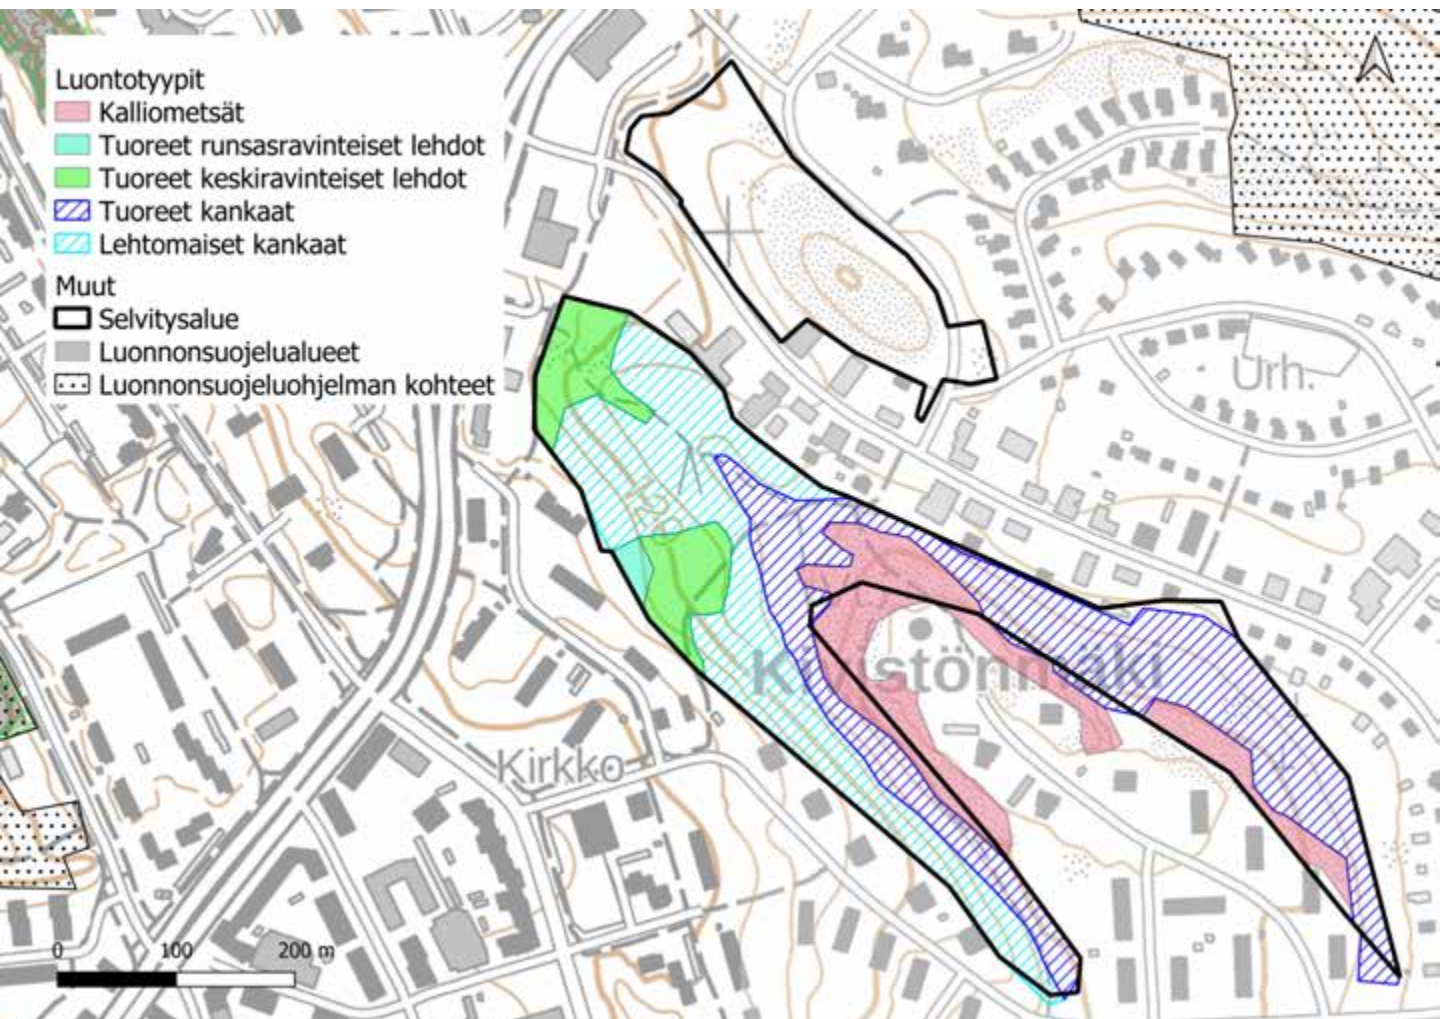 Luontotyypit
Kalliometsät
Tuoreet runsasravinteiset lehdot
Tuoreet keskiravinteiset lehdot
Tuoreet kankaat
Lehtomaiset kankaat
Muut
Selvitysalue
Luonnonsuojelualueet
Luonnonsuojeluohjelman kohteet
Urh.
Kirkko
0 100 200 m